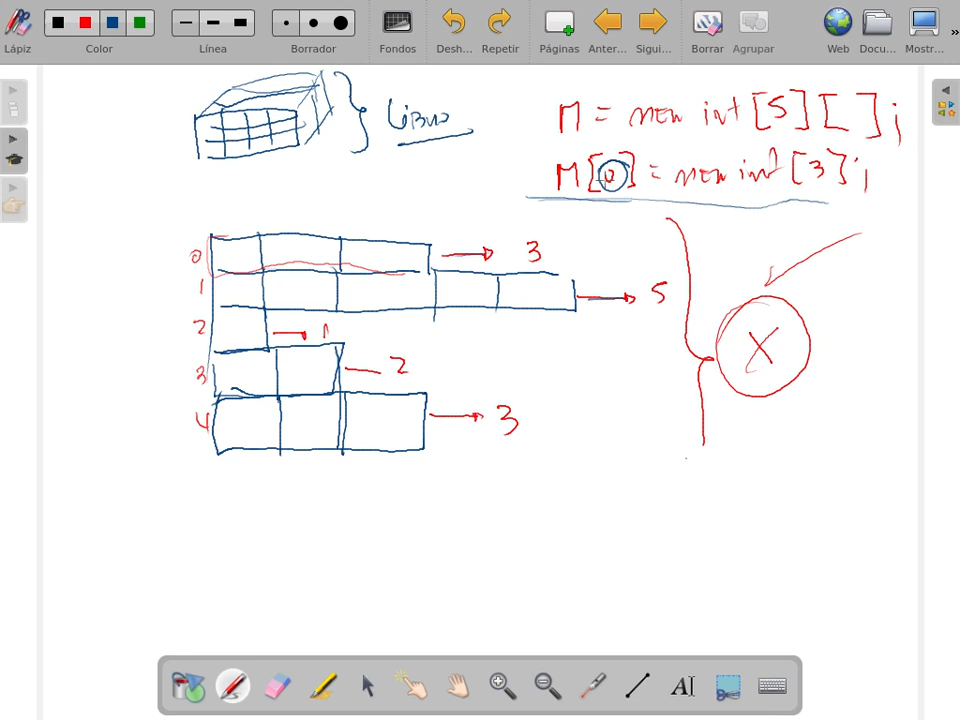 Lápiz Color Línea Borrador Fondos Desh... Repetir Páginas Anter... Sigui... Borrar Agrupar Web Docu... Mostr... »
Libro
M = new int [5][ ];
M[0] = new int [3];
0 → 3
1 → 5
2 → 1
3 — 2
4 → 3
X
AI